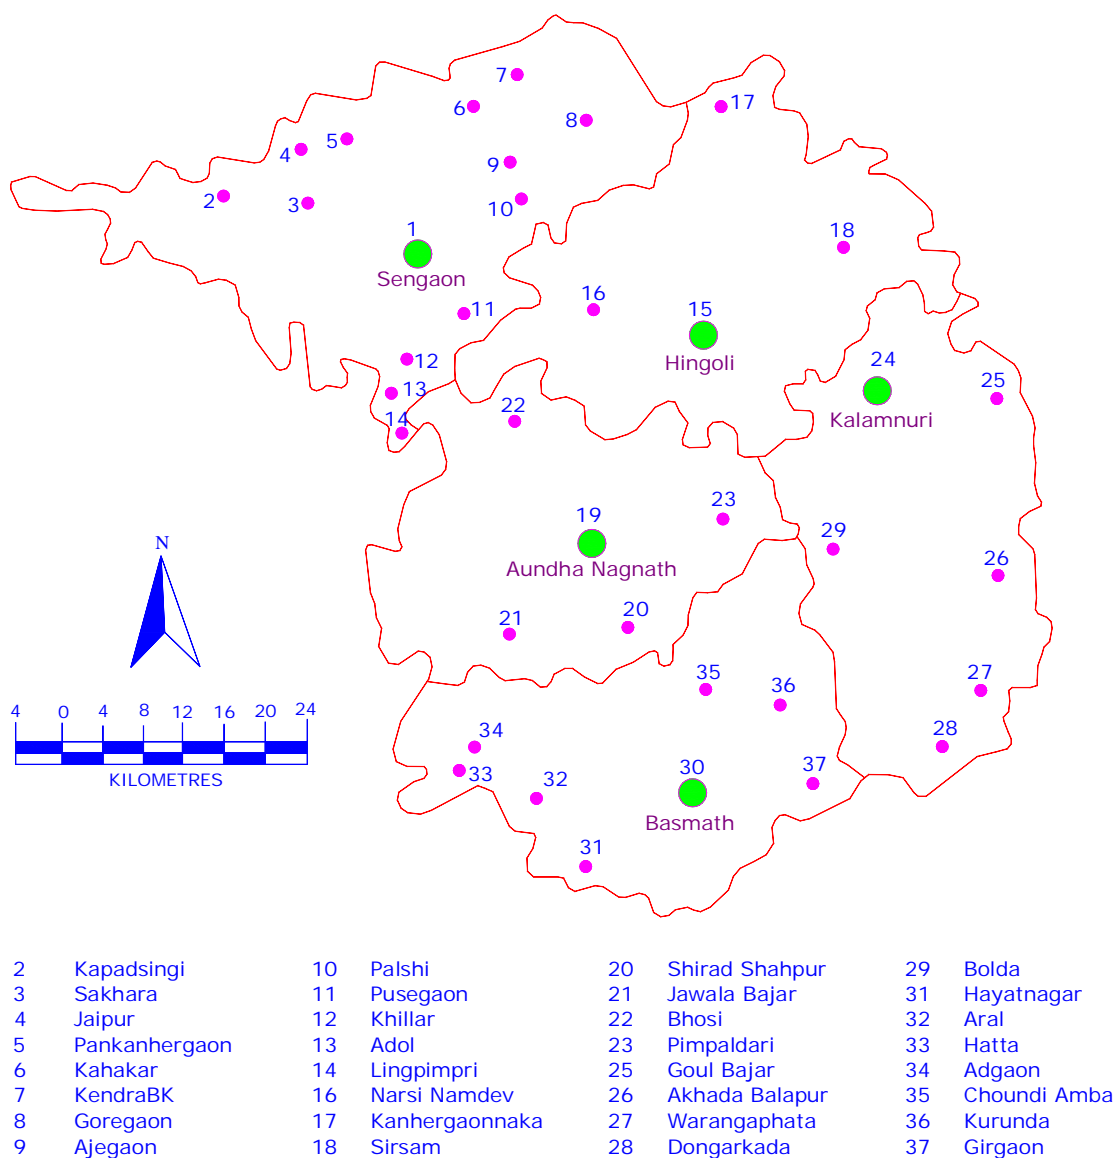 7
6
17
8
5
4
9
2
3
10
1
18
Sengaon
16
11
15
Hingoli
12
24
13
25
22
14
Kalamnuri
23
19
29
N
Aundha Nagnath
26
21
20
35
27
36
4 0 4 8 12 16 20 24
34
28
KILOMETRES
33
32
30
37
Basmath
31
2 Kapadsingi 10 Palshi 20 Shirad Shahpur 29 Bolda
3 Sakhara 11 Pusegaon 21 Jawala Bajar 31 Hayatnagar
4 Jaipur 12 Khillar 22 Bhosi 32 Aral
5 Pankanhergaon 13 Adol 23 Pimpaldari 33 Hatta
6 Kahakar 14 Lingpimpri 25 Goul Bajar 34 Adgaon
7 KendraBK 16 Narsi Namdev 26 Akhada Balapur 35 Choundi Amba
8 Goregaon 17 Kanhergaonnaka 27 Warangaphata 36 Kurunda
9 Ajegaon 18 Sirsam 28 Dongarkada 37 Girgaon